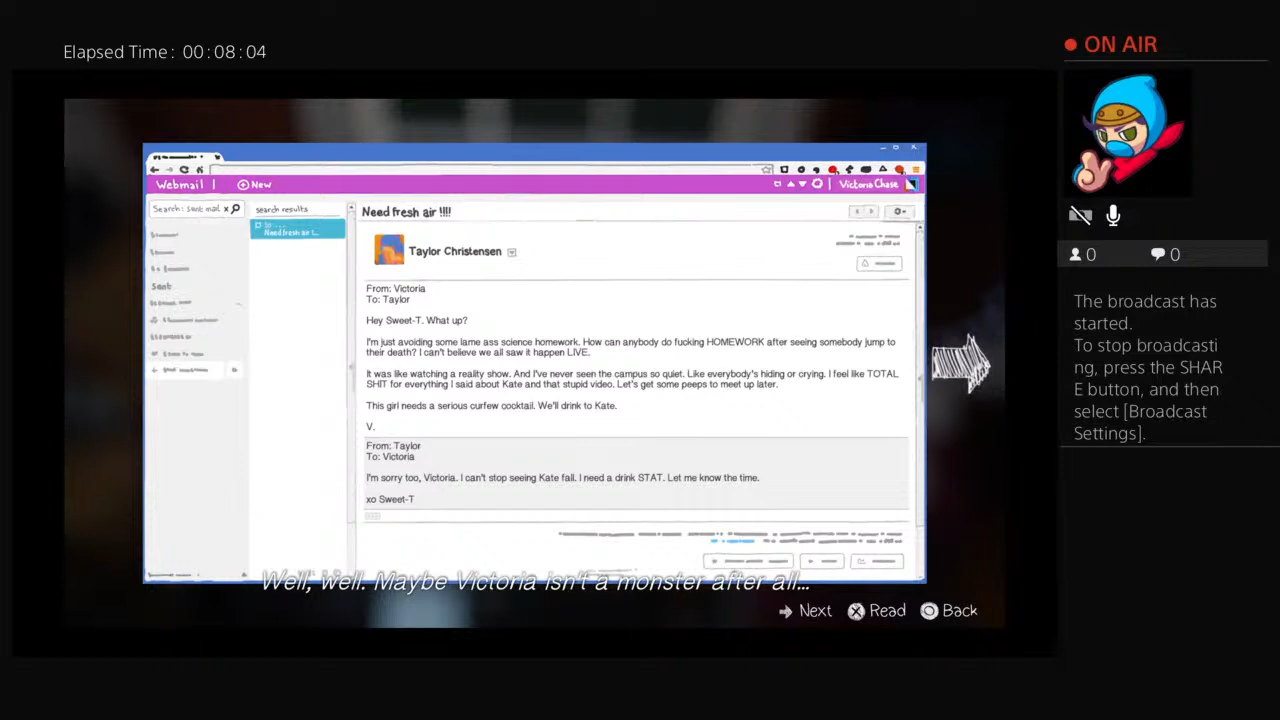 Elapsed Time: 00:08:04
ON AIR
Webmail
New
Victoria Chase
Search: sent mail x
search results
Need fresh air !!!!
Need fresh air !...
Sent
Taylor Christensen
From: Victoria
To: Taylor
Hey Sweet-T. What up?
I'm just avoiding some lame ass science homework. How can anybody do fucking HOMEWORK after seeing somebody jump to
their death? I can't believe we all saw it happen LIVE.
It was like watching a reality show. And I've never seen the campus so quiet. Like everybody's hiding or crying. I feel like TOTAL
SHIT for everything I said about Kate and that stupid video. Let's get some peeps to meet up later.
This girl needs a serious curfew cocktail. We'll drink to Kate.
V.
From: Taylor
To: Victoria
I'm sorry too, Victoria. I can't stop seeing Kate fall. I need a drink STAT. Let me know the time.
xo Sweet-T
Well, well. Maybe Victoria isn't a monster after all...
Next Read Back
0 0
The broadcast has
started.
To stop broadcasti
ng, press the SHAR
E button, and then
select [Broadcast
Settings].